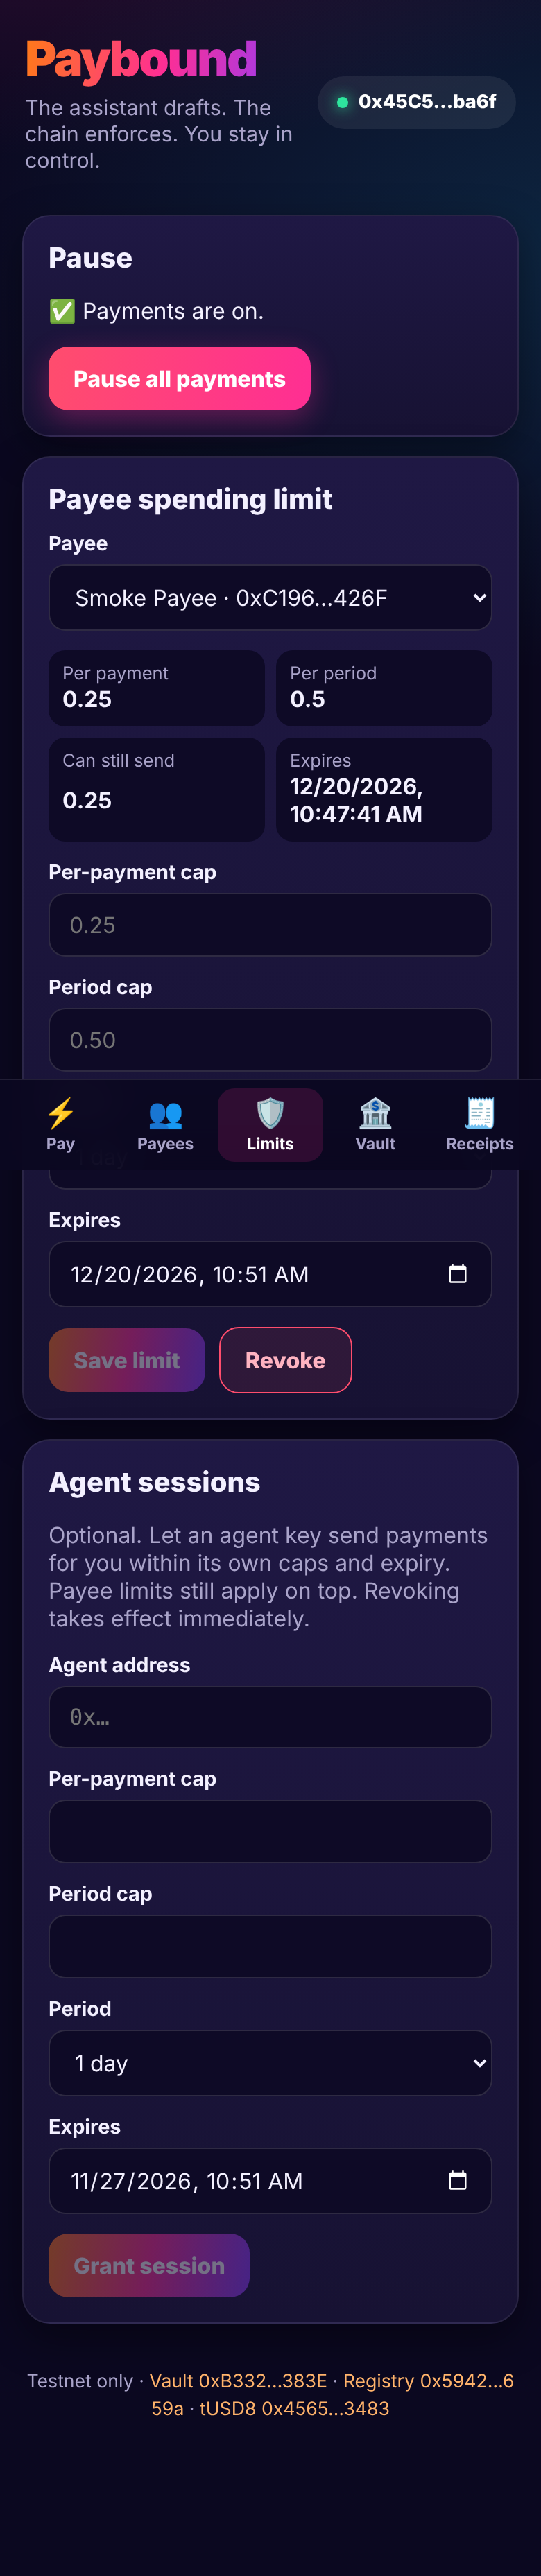 Paybound
The assistant drafts. The
chain enforces. You stay in
control.
0x45C5…ba6f
Pause
✅ Payments are on.
Pause all payments
Payee spending limit
Payee
Smoke Payee · 0xC196…426F
Per payment
0.25
Per period
0.5
Can still send
0.25
Expires
12/20/2026,
10:47:41 AM
Per-payment cap
0.25
Period cap
0.50
Pay
Payees
Limits
Vault
Receipts
1 day
Expires
12/20/2026, 10:51 AM
Save limit
Revoke
Agent sessions
Optional. Let an agent key send payments
for you within its own caps and expiry.
Payee limits still apply on top. Revoking
takes effect immediately.
Agent address
0x…
Per-payment cap
Period cap
Period
1 day
Expires
11/27/2026, 10:51 AM
Grant session
Testnet only · Vault 0xB332…383E · Registry 0x5942…6
59a · tUSD8 0x4565…3483